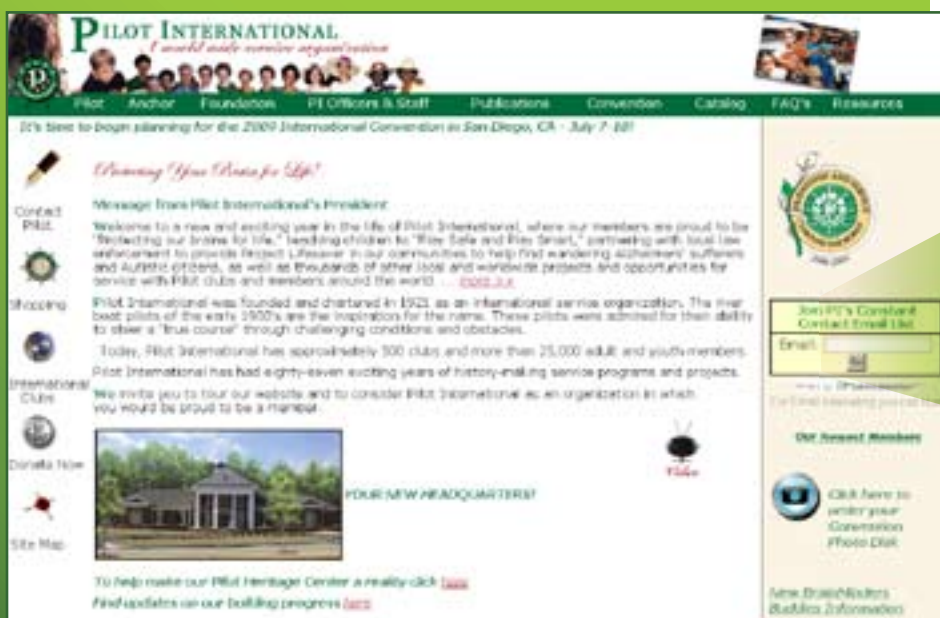 PILOT INTERNATIONAL
A world wide service organization
Pilot Anchor Foundation PI Officers & Staff Publications Convention Catalog FAQ's Resources
It's time to begin planning for the 2009 International Convention in San Diego, CA - July 7-10!
Protecting Your Brain for Life!
Contact
Pilot
Shopping
International
Clubs
Donate Now
Site Map
Message from Pilot International's President
Welcome to a new and exciting year in the life of Pilot International, where our members are proud to be
"Protecting our brains for life," teaching children to "Play Safe and Play Smart," partnering with local law
enforcement to provide Project Lifesaver in our communities to help find wandering Alzheimers' sufferers
and Autistic citizens, as well as thousands of other local and worldwide projects and opportunities for
service with Pilot clubs and members around the world. ... more >>
Pilot International was founded and chartered in 1921 as an international service organization. The river
boat pilots of the early 1900's are the inspiration for the name. These pilots were admired for their ability
to steer a "true course" through challenging conditions and obstacles.
Today, Pilot International has approximately 500 clubs and more than 25,000 adult and youth members.
Pilot International has had eighty-seven exciting years of history-making service programs and projects.
We invite you to tour our website and to consider Pilot International as an organization in which
you would be proud to be a member.
Video
YOUR NEW HEADQUARTERS!
To help make our Pilot Heritage Center a reality click here
Find updates on our building progress here
Join PI's Constant
Contact Email List
Email:
Our Newest Members
Click here to
order your
Convention
Photo Disk
New BrainMinders
Buddies Information